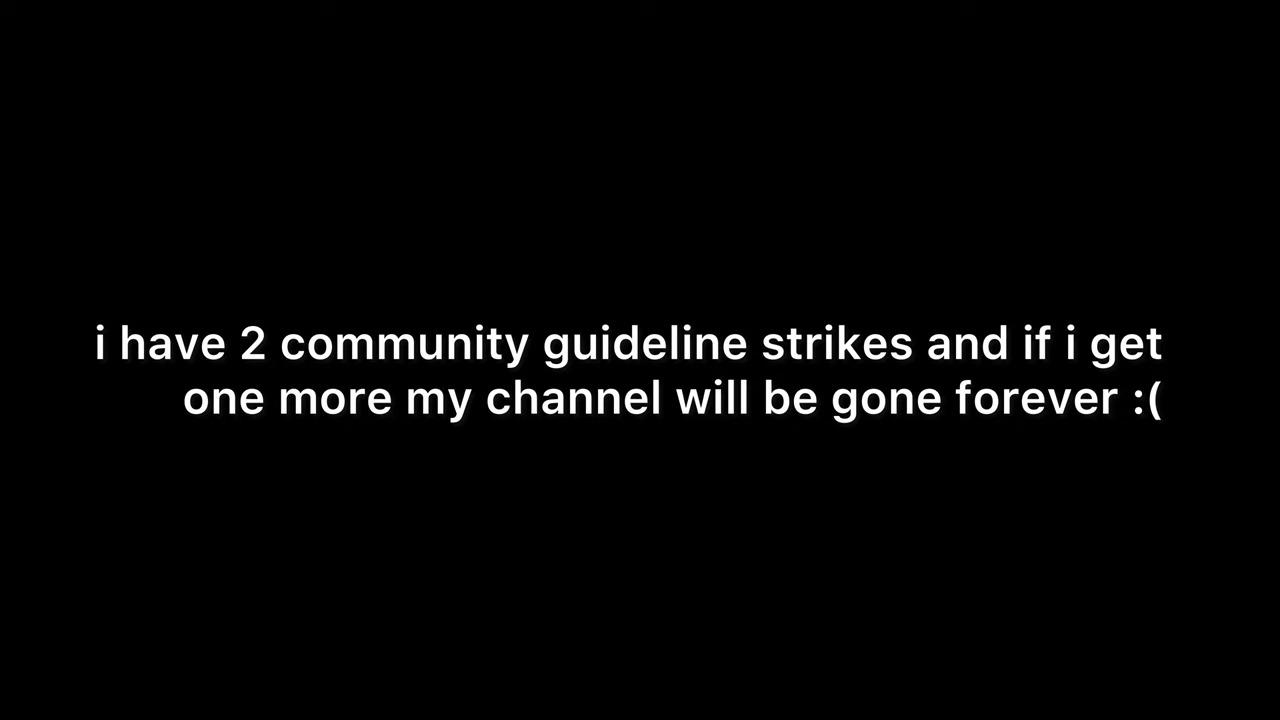 i have 2 community guideline strikes and if i get
one more my channel will be gone forever :(